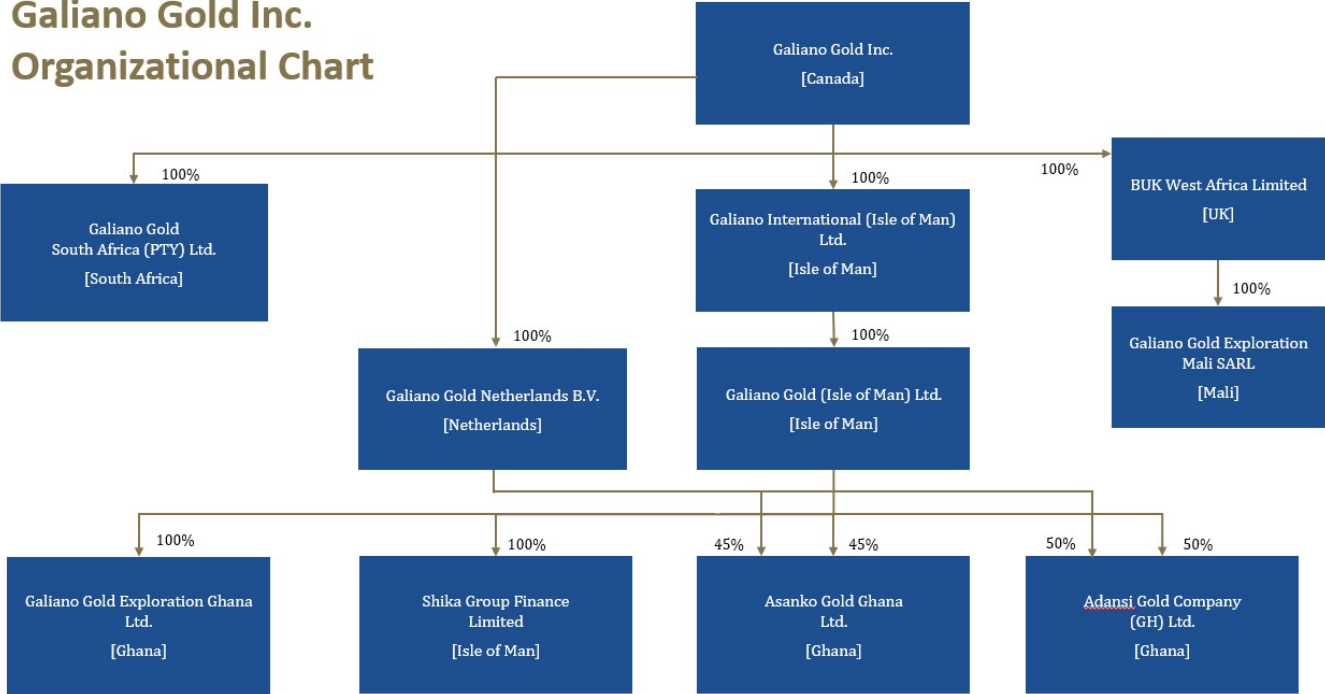 Galiano Gold Inc.
Organizational Chart
Galiano Gold Inc.
[Canada]
100%
100%
100%
Galiano Gold
South Africa (PTY) Ltd.
[South Africa]
Galiano International (Isle of Man)
Ltd.
[Isle of Man]
BUK West Africa Limited
[UK]
100%
100%
100%
Galiano Gold Netherlands B.V.
[Netherlands]
Galiano Gold (Isle of Man) Ltd.
[Isle of Man]
Galiano Gold Exploration
Mali SARL
[Mali]
100%
100%
45%
45%
50%
50%
Galiano Gold Exploration Ghana
Ltd.
[Ghana]
Shika Group Finance
Limited
[Isle of Man]
Asanko Gold Ghana
Ltd.
[Ghana]
Adansi Gold Company
(GH) Ltd.
[Ghana]